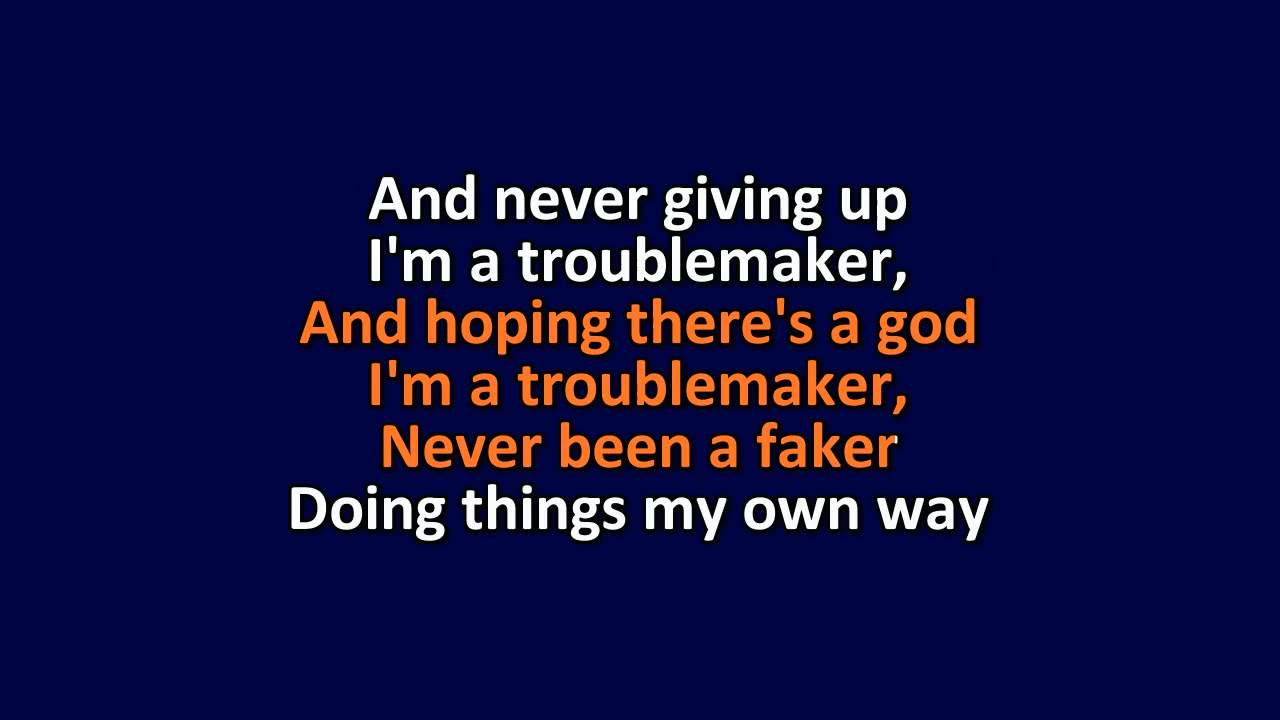 And never giving up
I'm a troublemaker,
And hoping there's a god
I'm a troublemaker,
Never been a faker
Doing things my own way